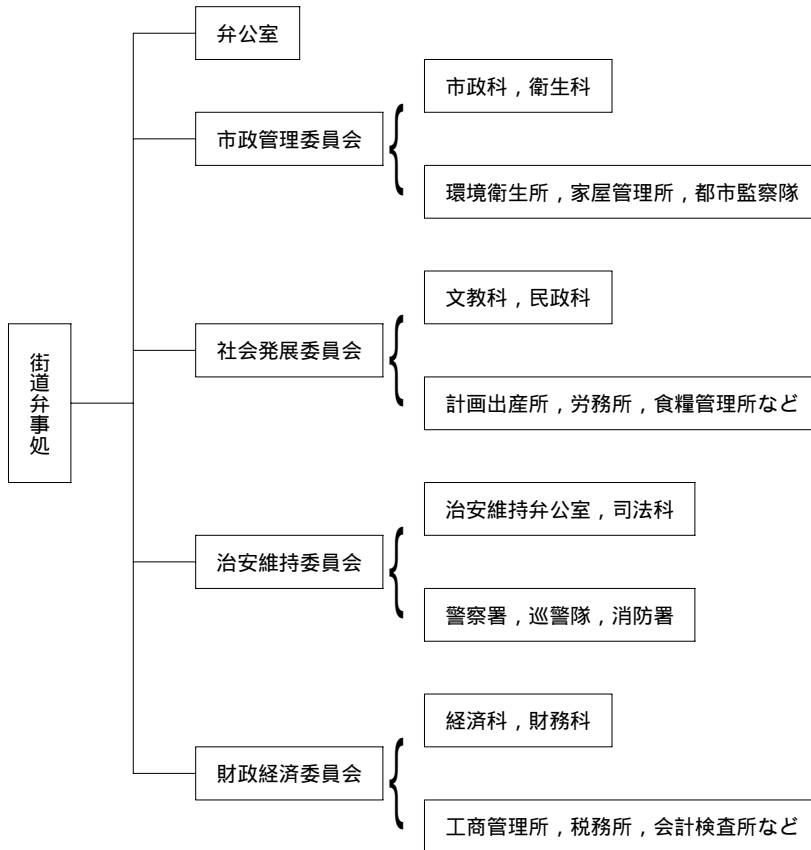 弁公室
市政科，衛生科
市政管理委員会
環境衛生所，家屋管理所，都市監察隊
文教科，民政科
社会発展委員会
街道弁事処
計画出産所，労務所，食糧管理所など
治安維持弁公室，司法科
治安維持委員会
警察署，巡警隊，消防署
経済科，財務科
財政経済委員会
工商管理所，税務所，会計検査所など